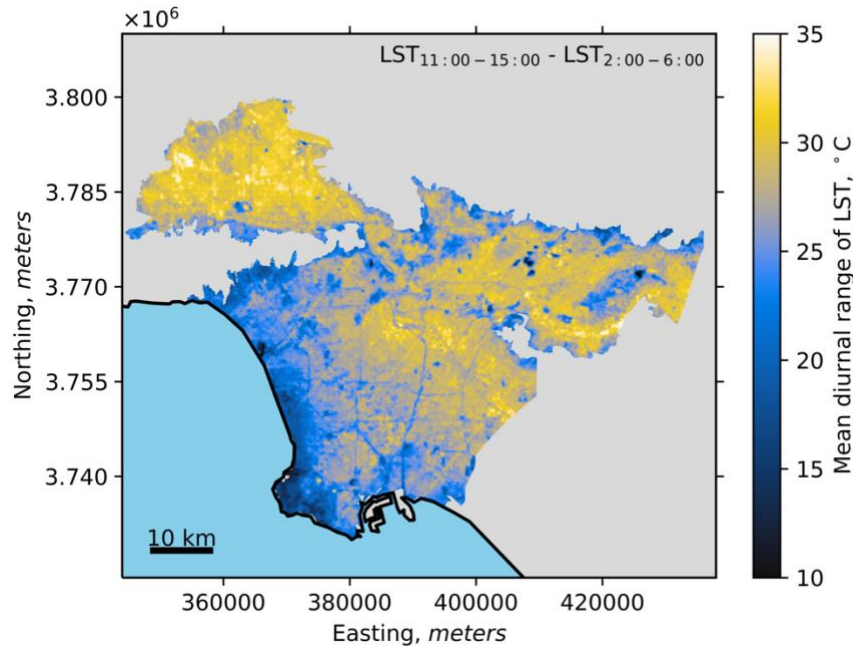 ×10⁶
LST₁₁:₀₀₋₁₅:₀₀ - LST₂:₀₀₋₆:₀₀
3.800
3.785
3.770
3.755
3.740
Northing, meters
10 km
360000 380000 400000 420000
Easting, meters
35
30
25
20
15
10
Mean diurnal range of LST, °C